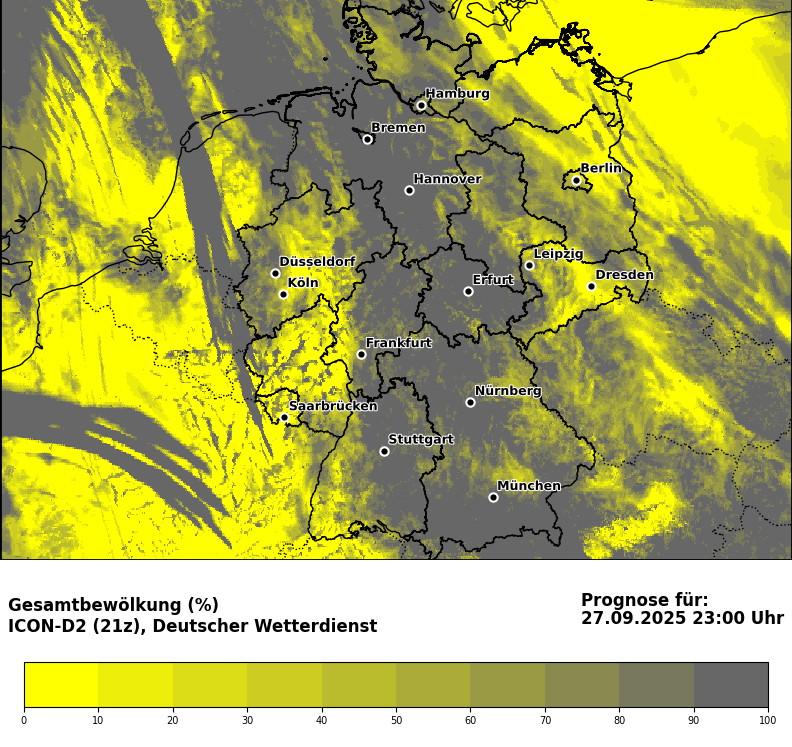 Hamburg
Bremen
Berlin
Hannover
Leipzig
Düsseldorf
Dresden
Erfurt
Köln
Frankfurt
Nürnberg
Saarbrücken
Stuttgart
München
Gesamtbewölkung (%)
ICON-D2 (21z), Deutscher Wetterdienst
Prognose für:
27.09.2025 23:00 Uhr
0 10 20 30 40 50 60 70 80 90 100